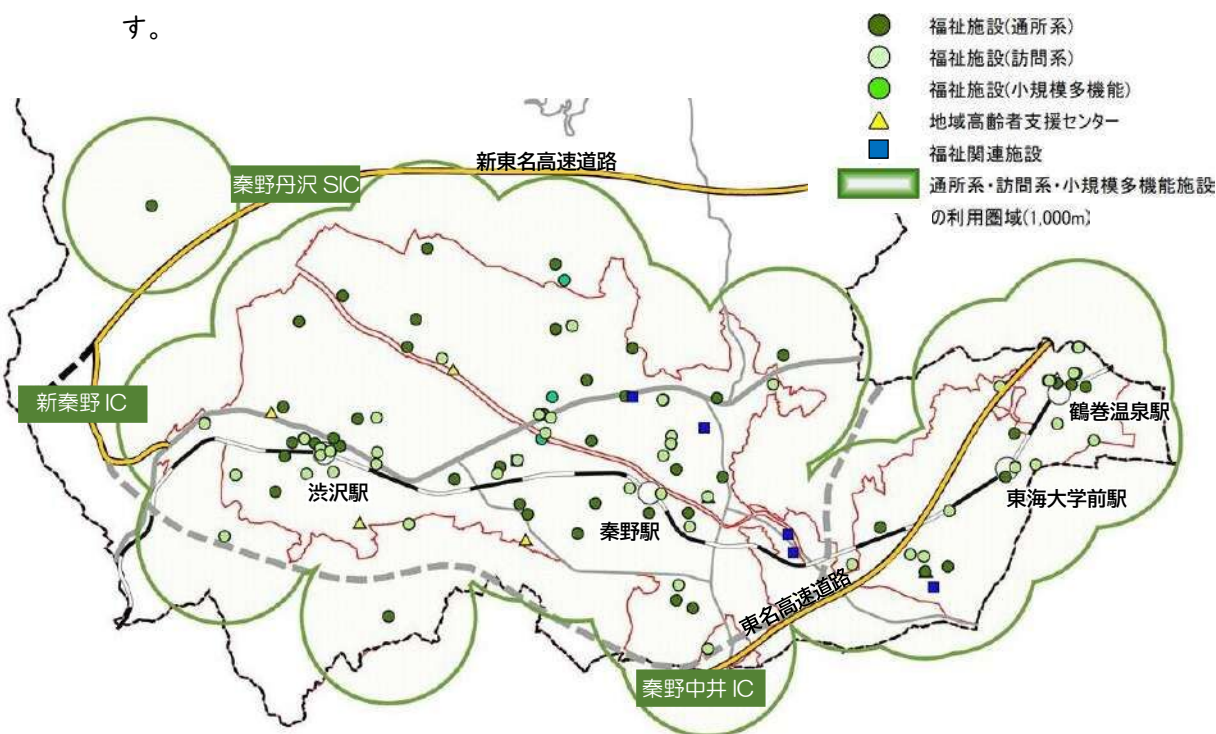 す。
福祉施設(通所系)
福祉施設(訪問系)
福祉施設(小規模多機能)
地域高齢者支援センター
福祉関連施設
通所系・訪問系・小規模多機能施設
の利用圏域(1,000m)
新東名高速道路
秦野丹沢 SIC
新秦野 IC
鶴巻温泉駅
渋沢駅
東海大学前駅
秦野駅
東名高速道路
秦野中井 IC